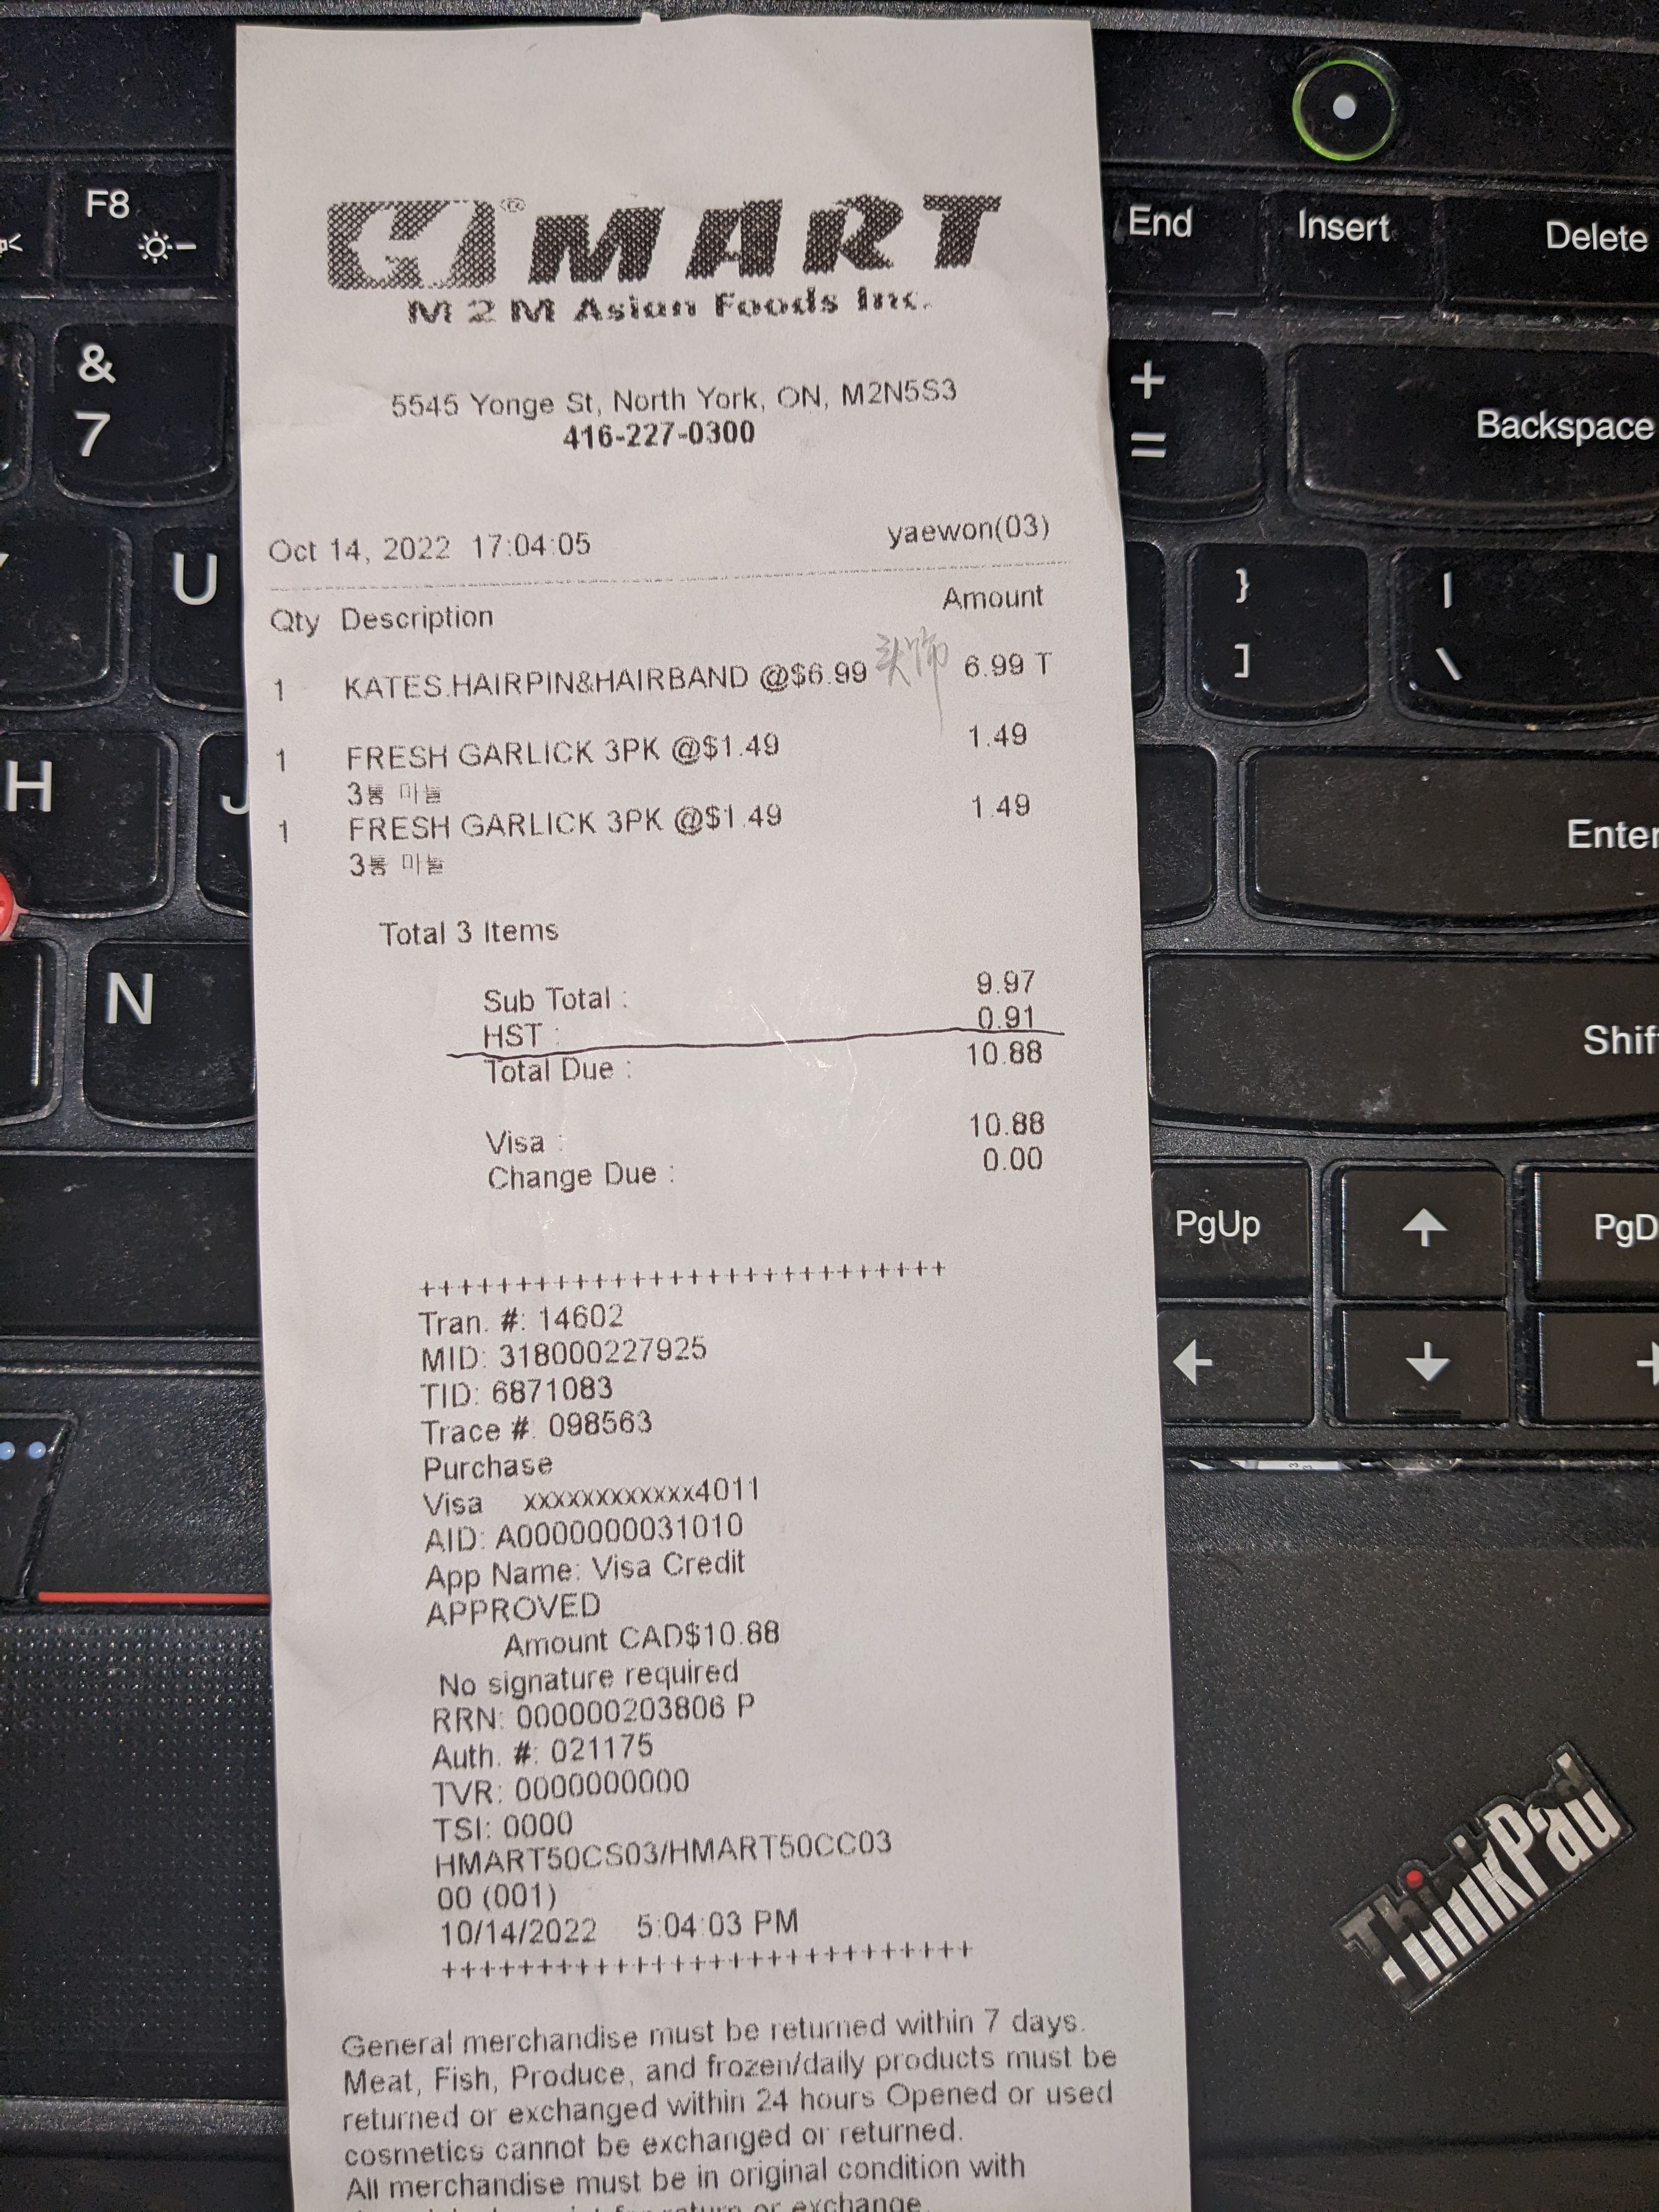 H® MART
M 2 M Asian Foods Inc.
5545 Yonge St, North York, ON, M2N5S3
416-227-0300
Oct 14, 2022 17:04:05 yaewon(03)
Qty Description Amount
1 KATES.HAIRPIN&HAIRBAND @$6.99 头饰 6.99 T
1 FRESH GARLICK 3PK @$1.49 1.49
3통 마늘
1 FRESH GARLICK 3PK @$1.49 1.49
3통 마늘
Total 3 Items
Sub Total : 9.97
HST : 0.91
Total Due : 10.88
Visa : 10.88
Change Due : 0.00
++++++++++++++++++++++++++++
Tran. #: 14602
MID: 318000227925
TID: 6871083
Trace #: 098563
Purchase
Visa xxxxxxxxxxxx4011
AID: A0000000031010
App Name: Visa Credit
APPROVED
Amount CAD$10.88
No signature required
RRN: 000000203806 P
Auth. #: 021175
TVR: 0000000000
TSI: 0000
HMART50CS03/HMART50CC03
00 (001)
10/14/2022 5:04:03 PM
++++++++++++++++++++++++++++
General merchandise must be returned within 7 days.
Meat, Fish, Produce, and frozen/daily products must be
returned or exchanged within 24 hours Opened or used
cosmetics cannot be exchanged or returned.
All merchandise must be in original condition with
return or exchange.
F8
End
Insert
Delete
&
7
+
=
Backspace
U
}
]
|
\
H
J
Enter
N
Shif
PgUp
↑
PgD
←
↓
ThinkPad